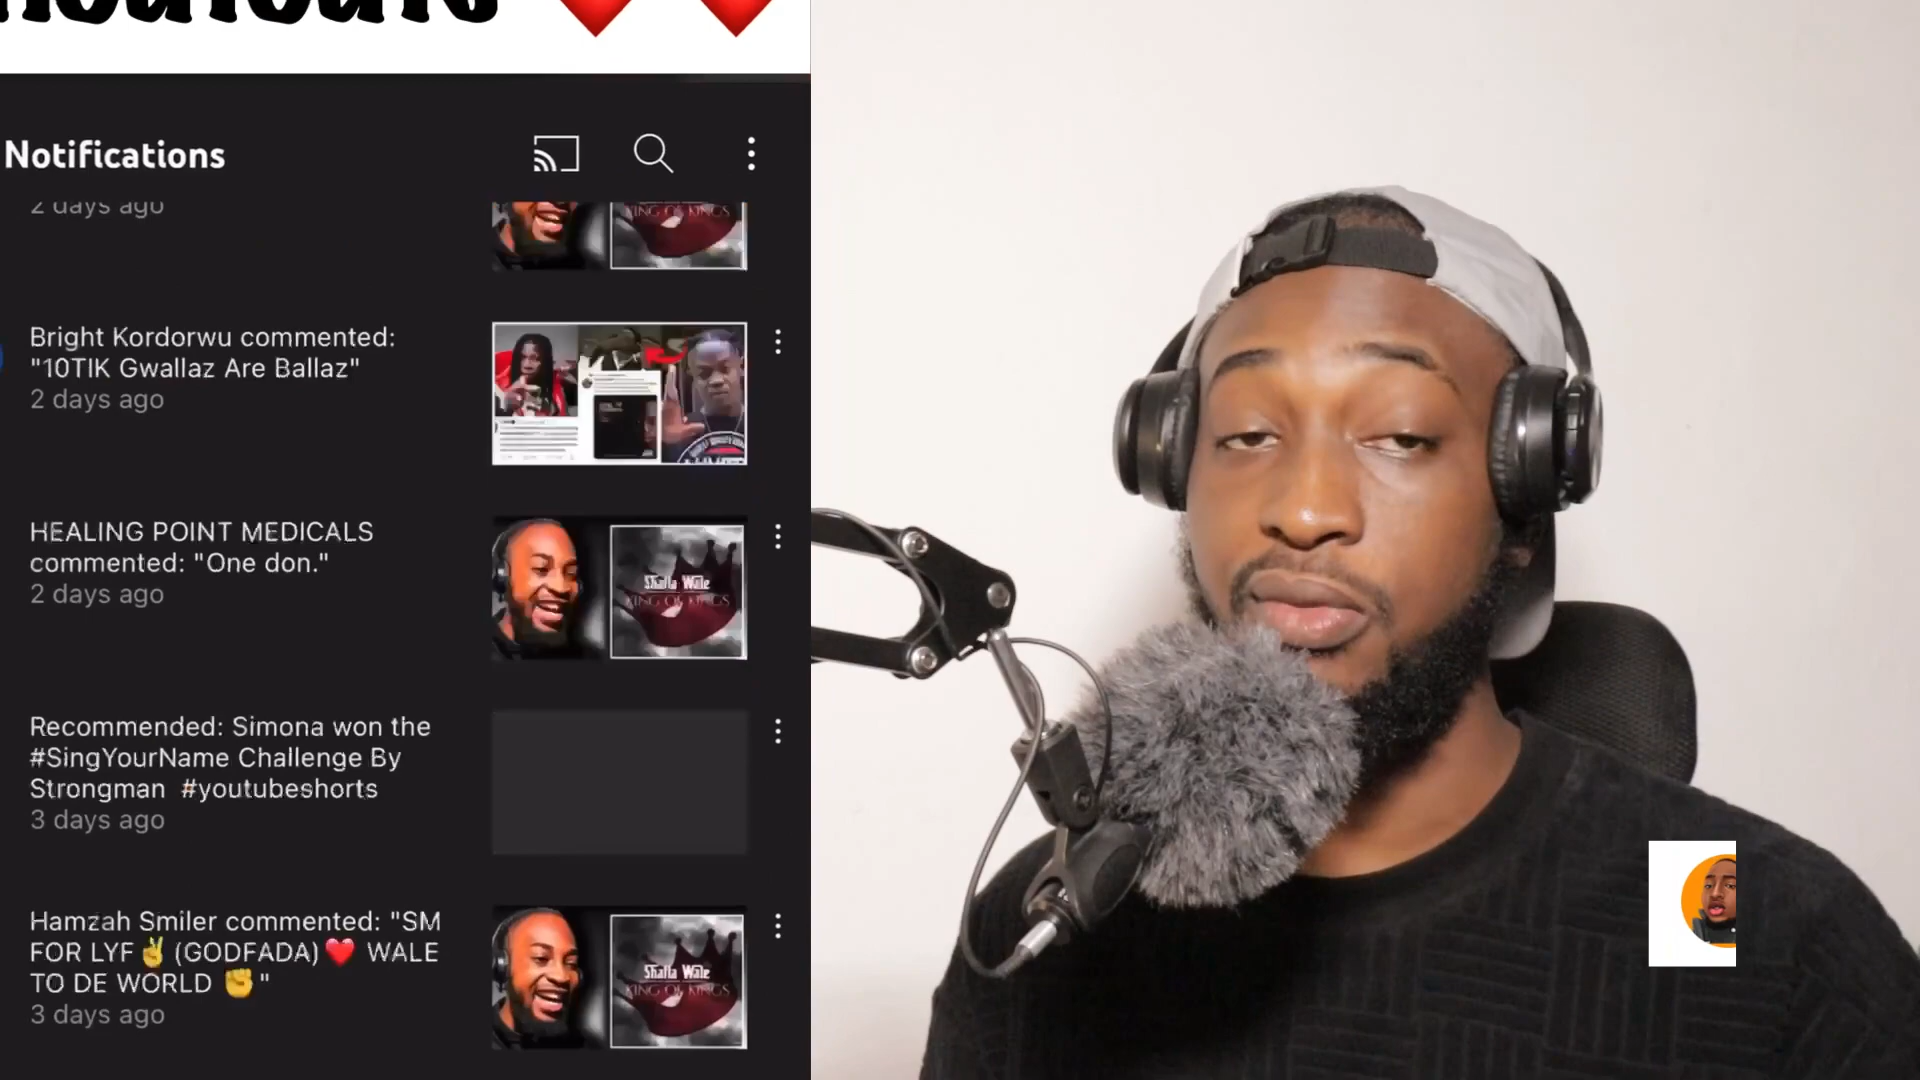 Notifications
2 days ago
KING OF KINGS
Bright Kordorwu commented:
"10TIK Gwallaz Are Ballaz"
2 days ago
HEALING POINT MEDICALS
commented: "One don."
2 days ago
Shatta Wale
KING OF KINGS
Recommended: Simona won the
#SingYourName Challenge By
Strongman #youtubeshorts
3 days ago
Hamzah Smiler commented: "SM
FOR LYF✌️(GODFADA)❤️ WALE
TO DE WORLD ✊"
3 days ago
Shatta Wale
KING OF KINGS